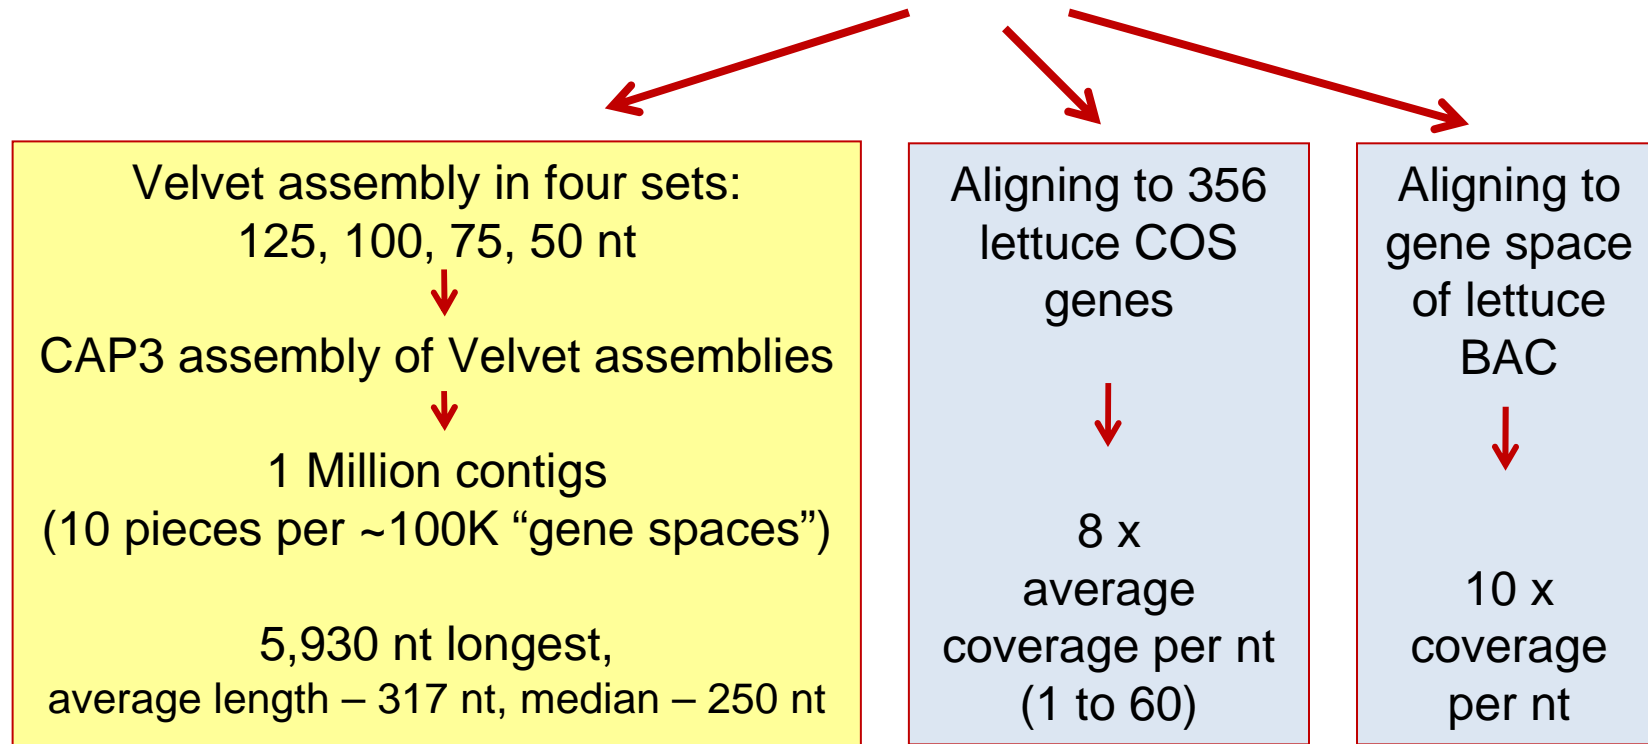 Velvet assembly in four sets:
125, 100, 75, 50 nt
CAP3 assembly of Velvet assemblies
1 Million contigs
(10 pieces per ~100K “gene spaces”)
5,930 nt longest,
average length – 317 nt, median – 250 nt
Aligning to 356
lettuce COS
genes
8 x
average
coverage per nt
(1 to 60)
Aligning to
gene space
of lettuce
BAC
10 x
coverage
per nt